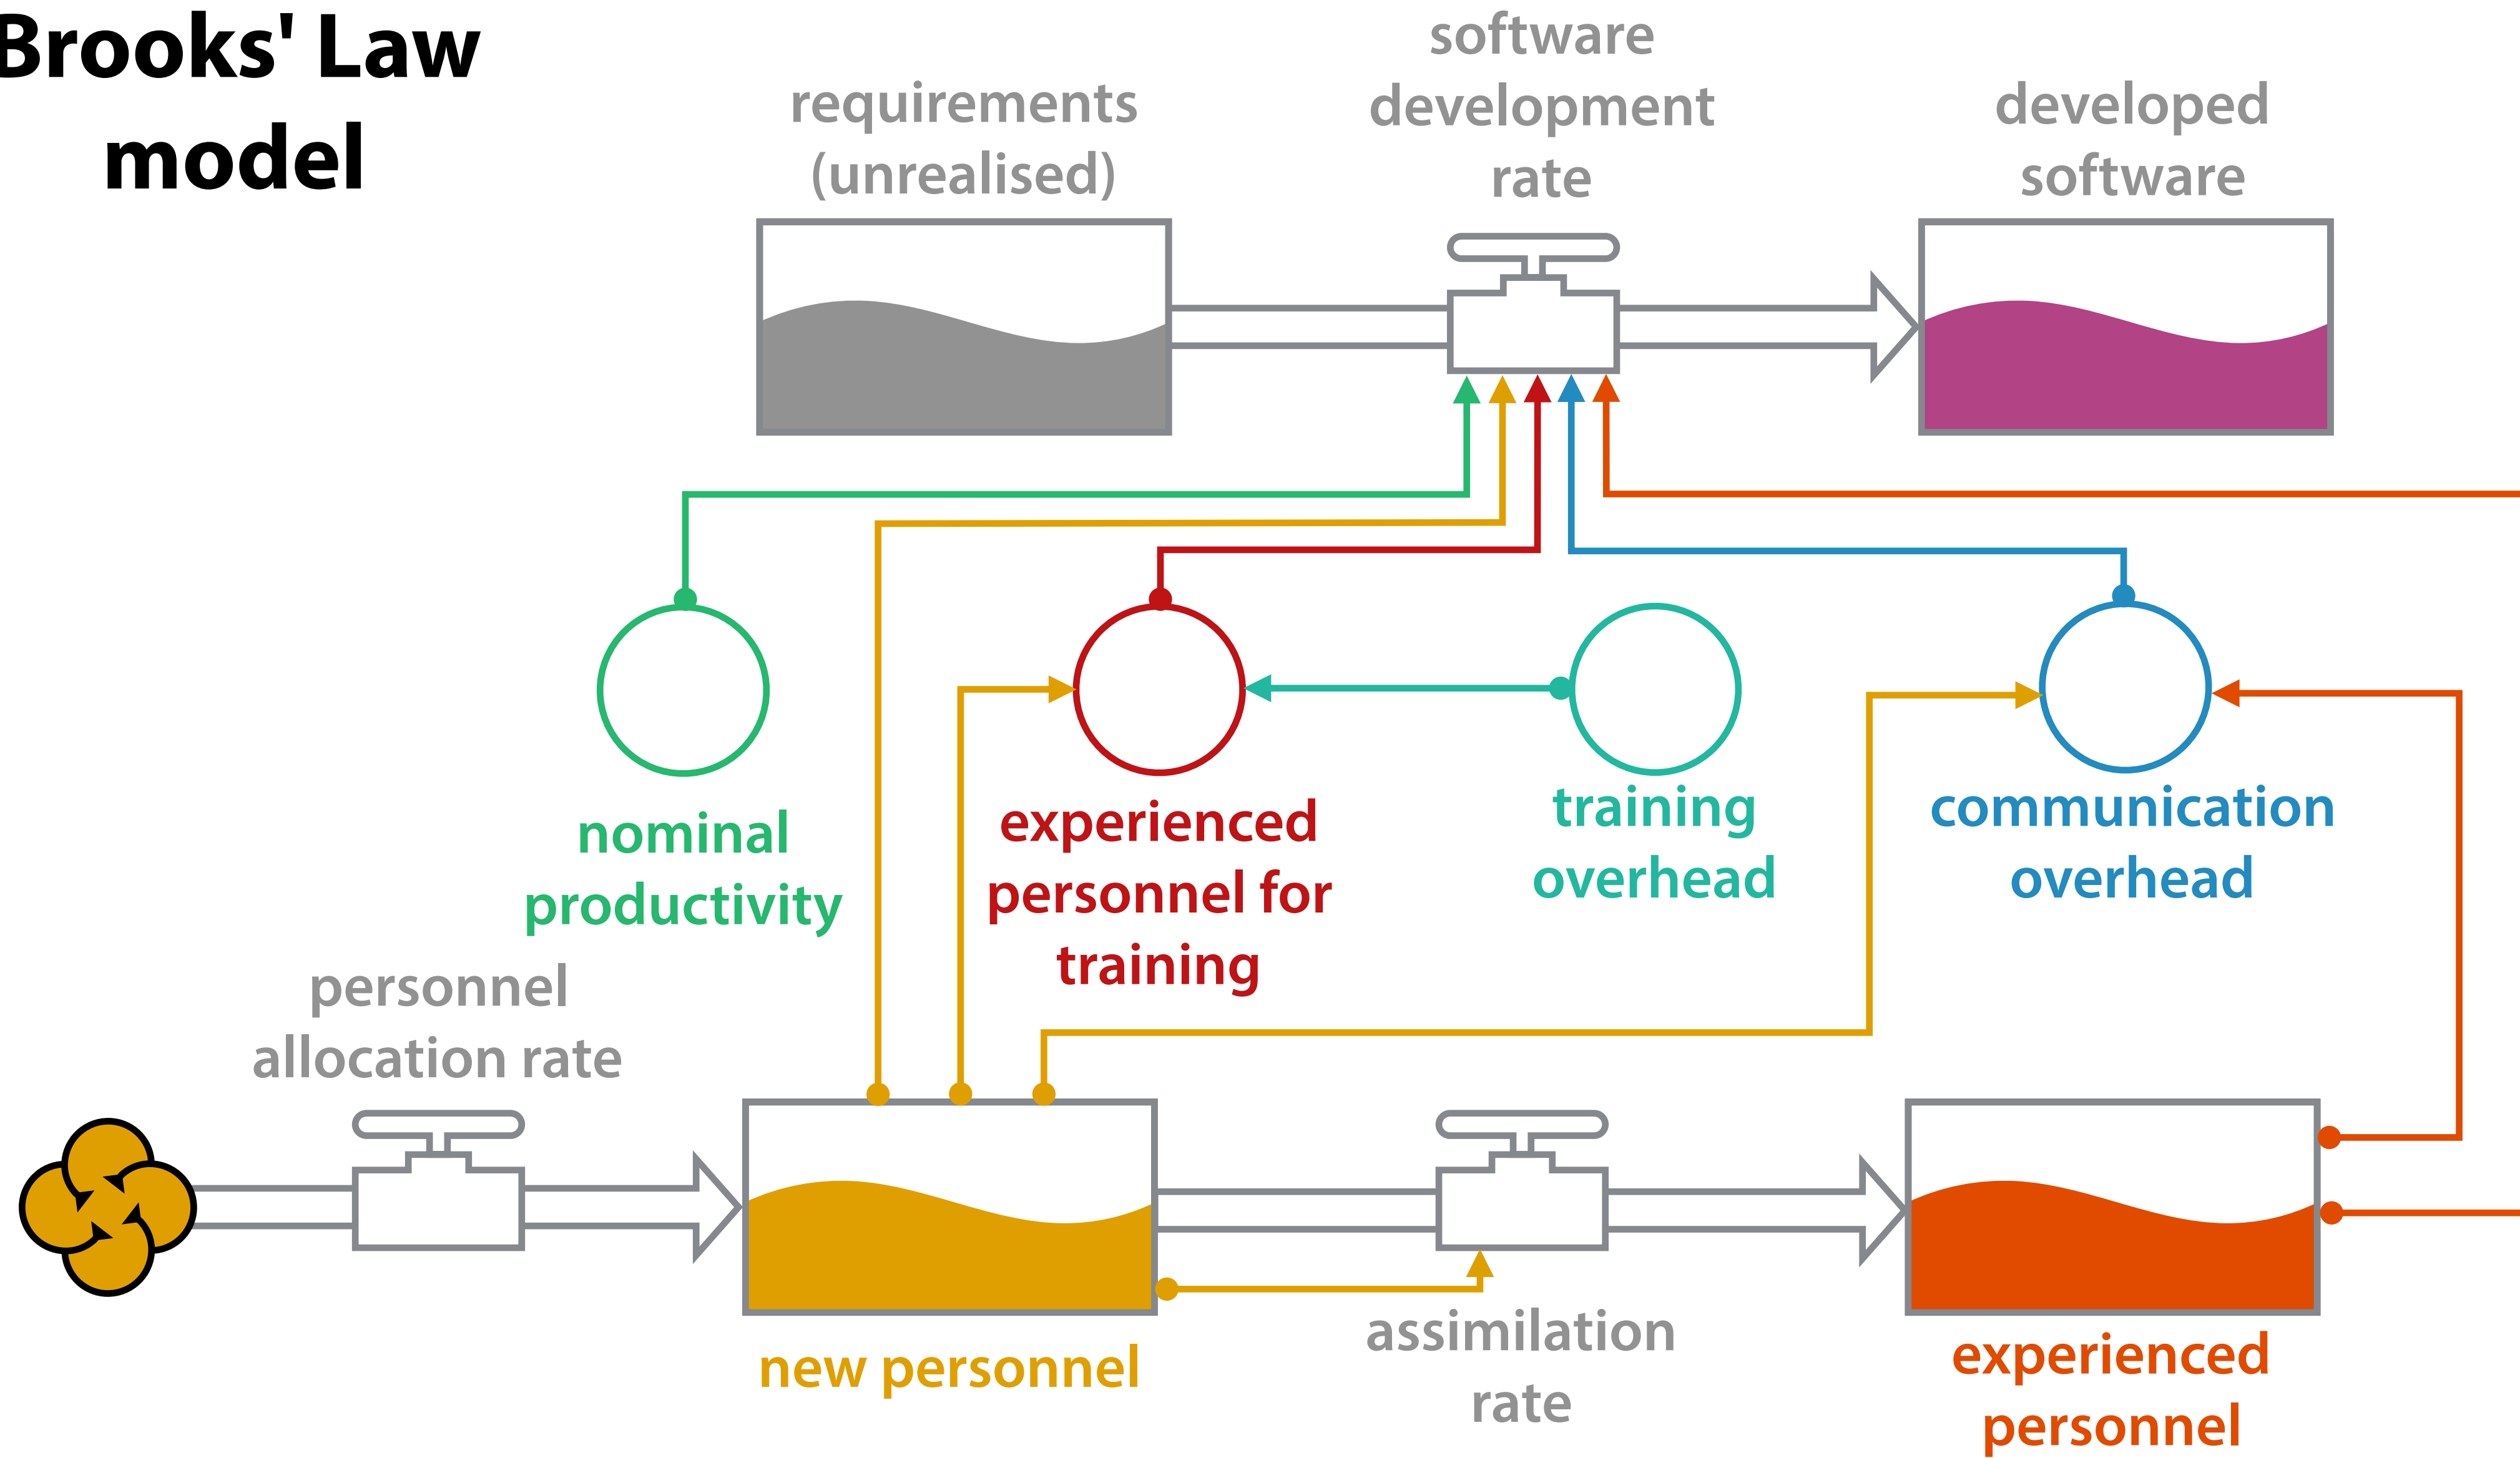 Brooks' Law
model
requirements
(unrealised)
software
development
rate
developed
software
nominal
productivity
experienced
personnel for
training
training
overhead
communication
overhead
personnel
allocation rate
new personnel
assimilation
rate
experienced
personnel